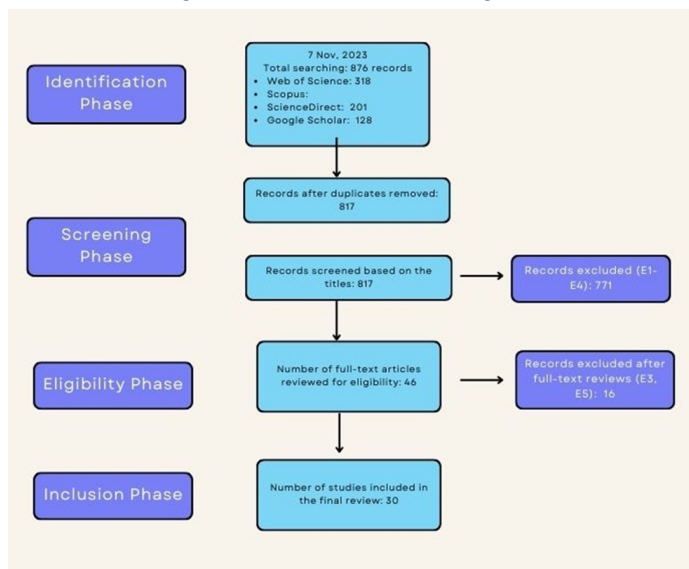 Identification
Phase
7 Nov, 2023
Total searching: 876 records
• Web of Science: 318
• Scopus:
• ScienceDirect:  201
• Google Scholar:  128
Records after duplicates removed:
817
Screening
Phase
Records screened based on the
titles: 817
Records excluded (E1-
E4): 771
Eligibility Phase
Number of full-text articles
reviewed for eligibility: 46
Records excluded after
full-text reviews (E3,
E5):  16
Inclusion Phase
Number of studies included in
the final review: 30